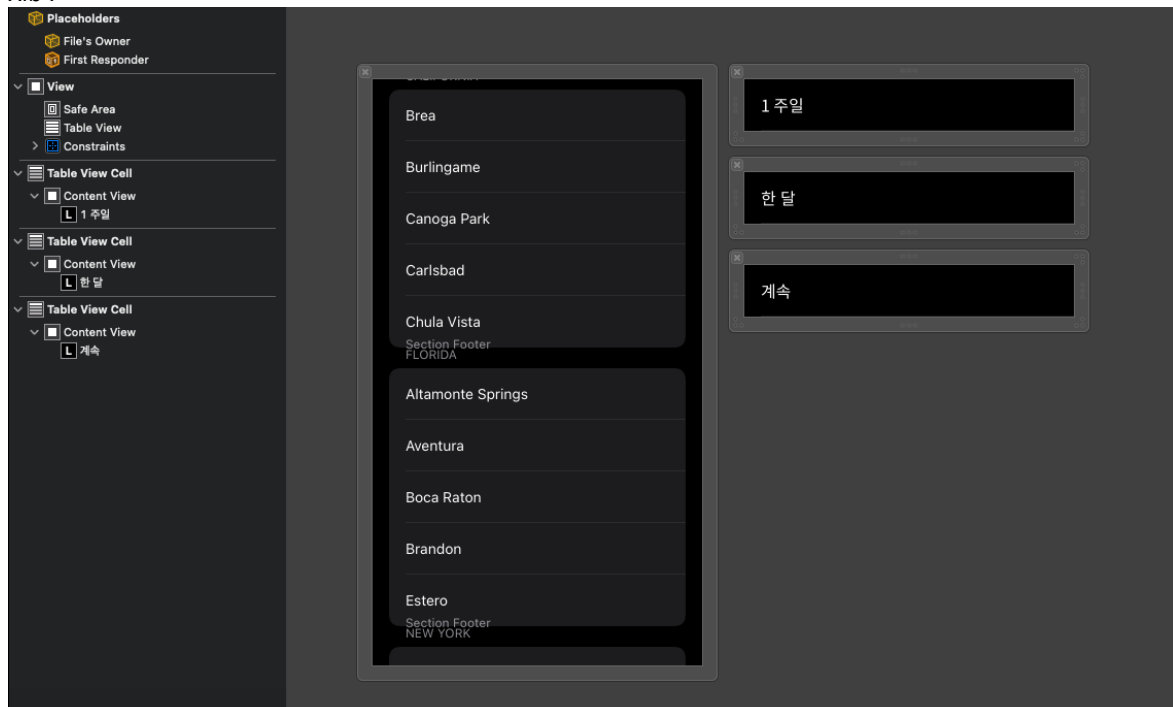 Placeholders
File's Owner
First Responder
View
Safe Area
Table View
Constraints
Table View Cell
Content View
L 1 주일
Table View Cell
Content View
L 한 달
Table View Cell
Content View
L 계속
Brea
Burlingame
Canoga Park
Carlsbad
Chula Vista
Section Footer
FLORIDA
Altamonte Springs
Aventura
Boca Raton
Brandon
Estero
Section Footer
NEW YORK
1 주일
한 달
계속